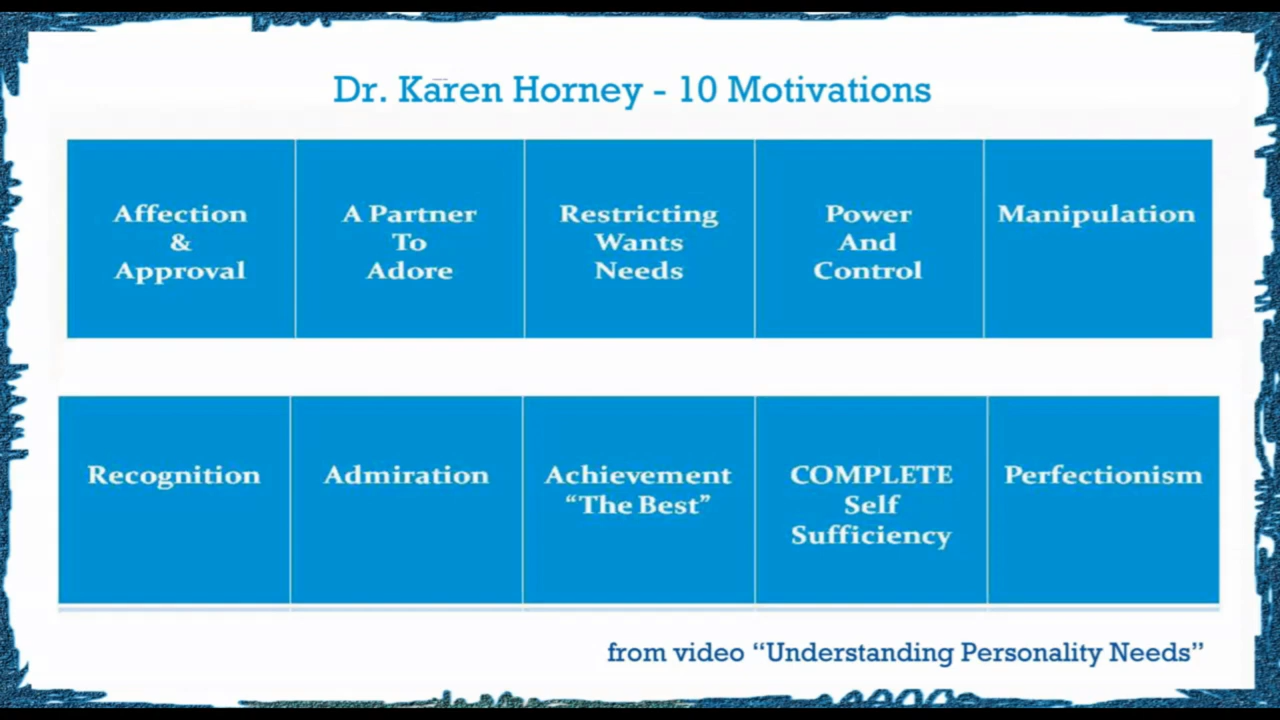 Dr. Karen Horney - 10 Motivations
Affection
&
Approval
A Partner
To
Adore
Restricting
Wants
Needs
Power
And
Control
Manipulation
Recognition
Admiration
Achievement
“The Best”
COMPLETE
Self
Sufficiency
Perfectionism
from video “Understanding Personality Needs”